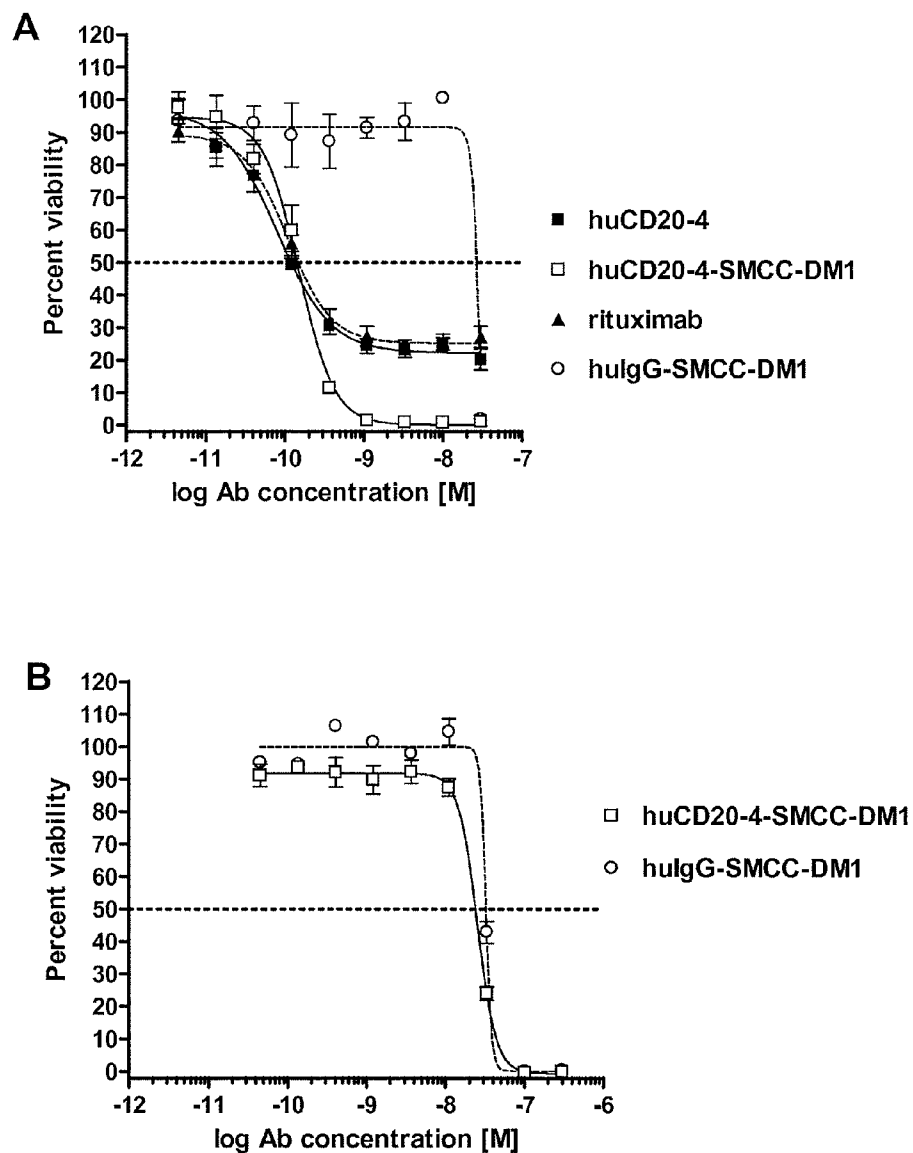 A
120
110
100
90
80
70
60
50
40
30
20
10
0
Percent viability
-12 -11 -10 -9 -8 -7
log Ab concentration [M]
huCD20-4
huCD20-4-SMCC-DM1
rituximab
huIgG-SMCC-DM1
B
120
110
100
90
80
70
60
50
40
30
20
10
0
Percent viability
-12 -11 -10 -9 -8 -7 -6
log Ab concentration [M]
huCD20-4-SMCC-DM1
huIgG-SMCC-DM1